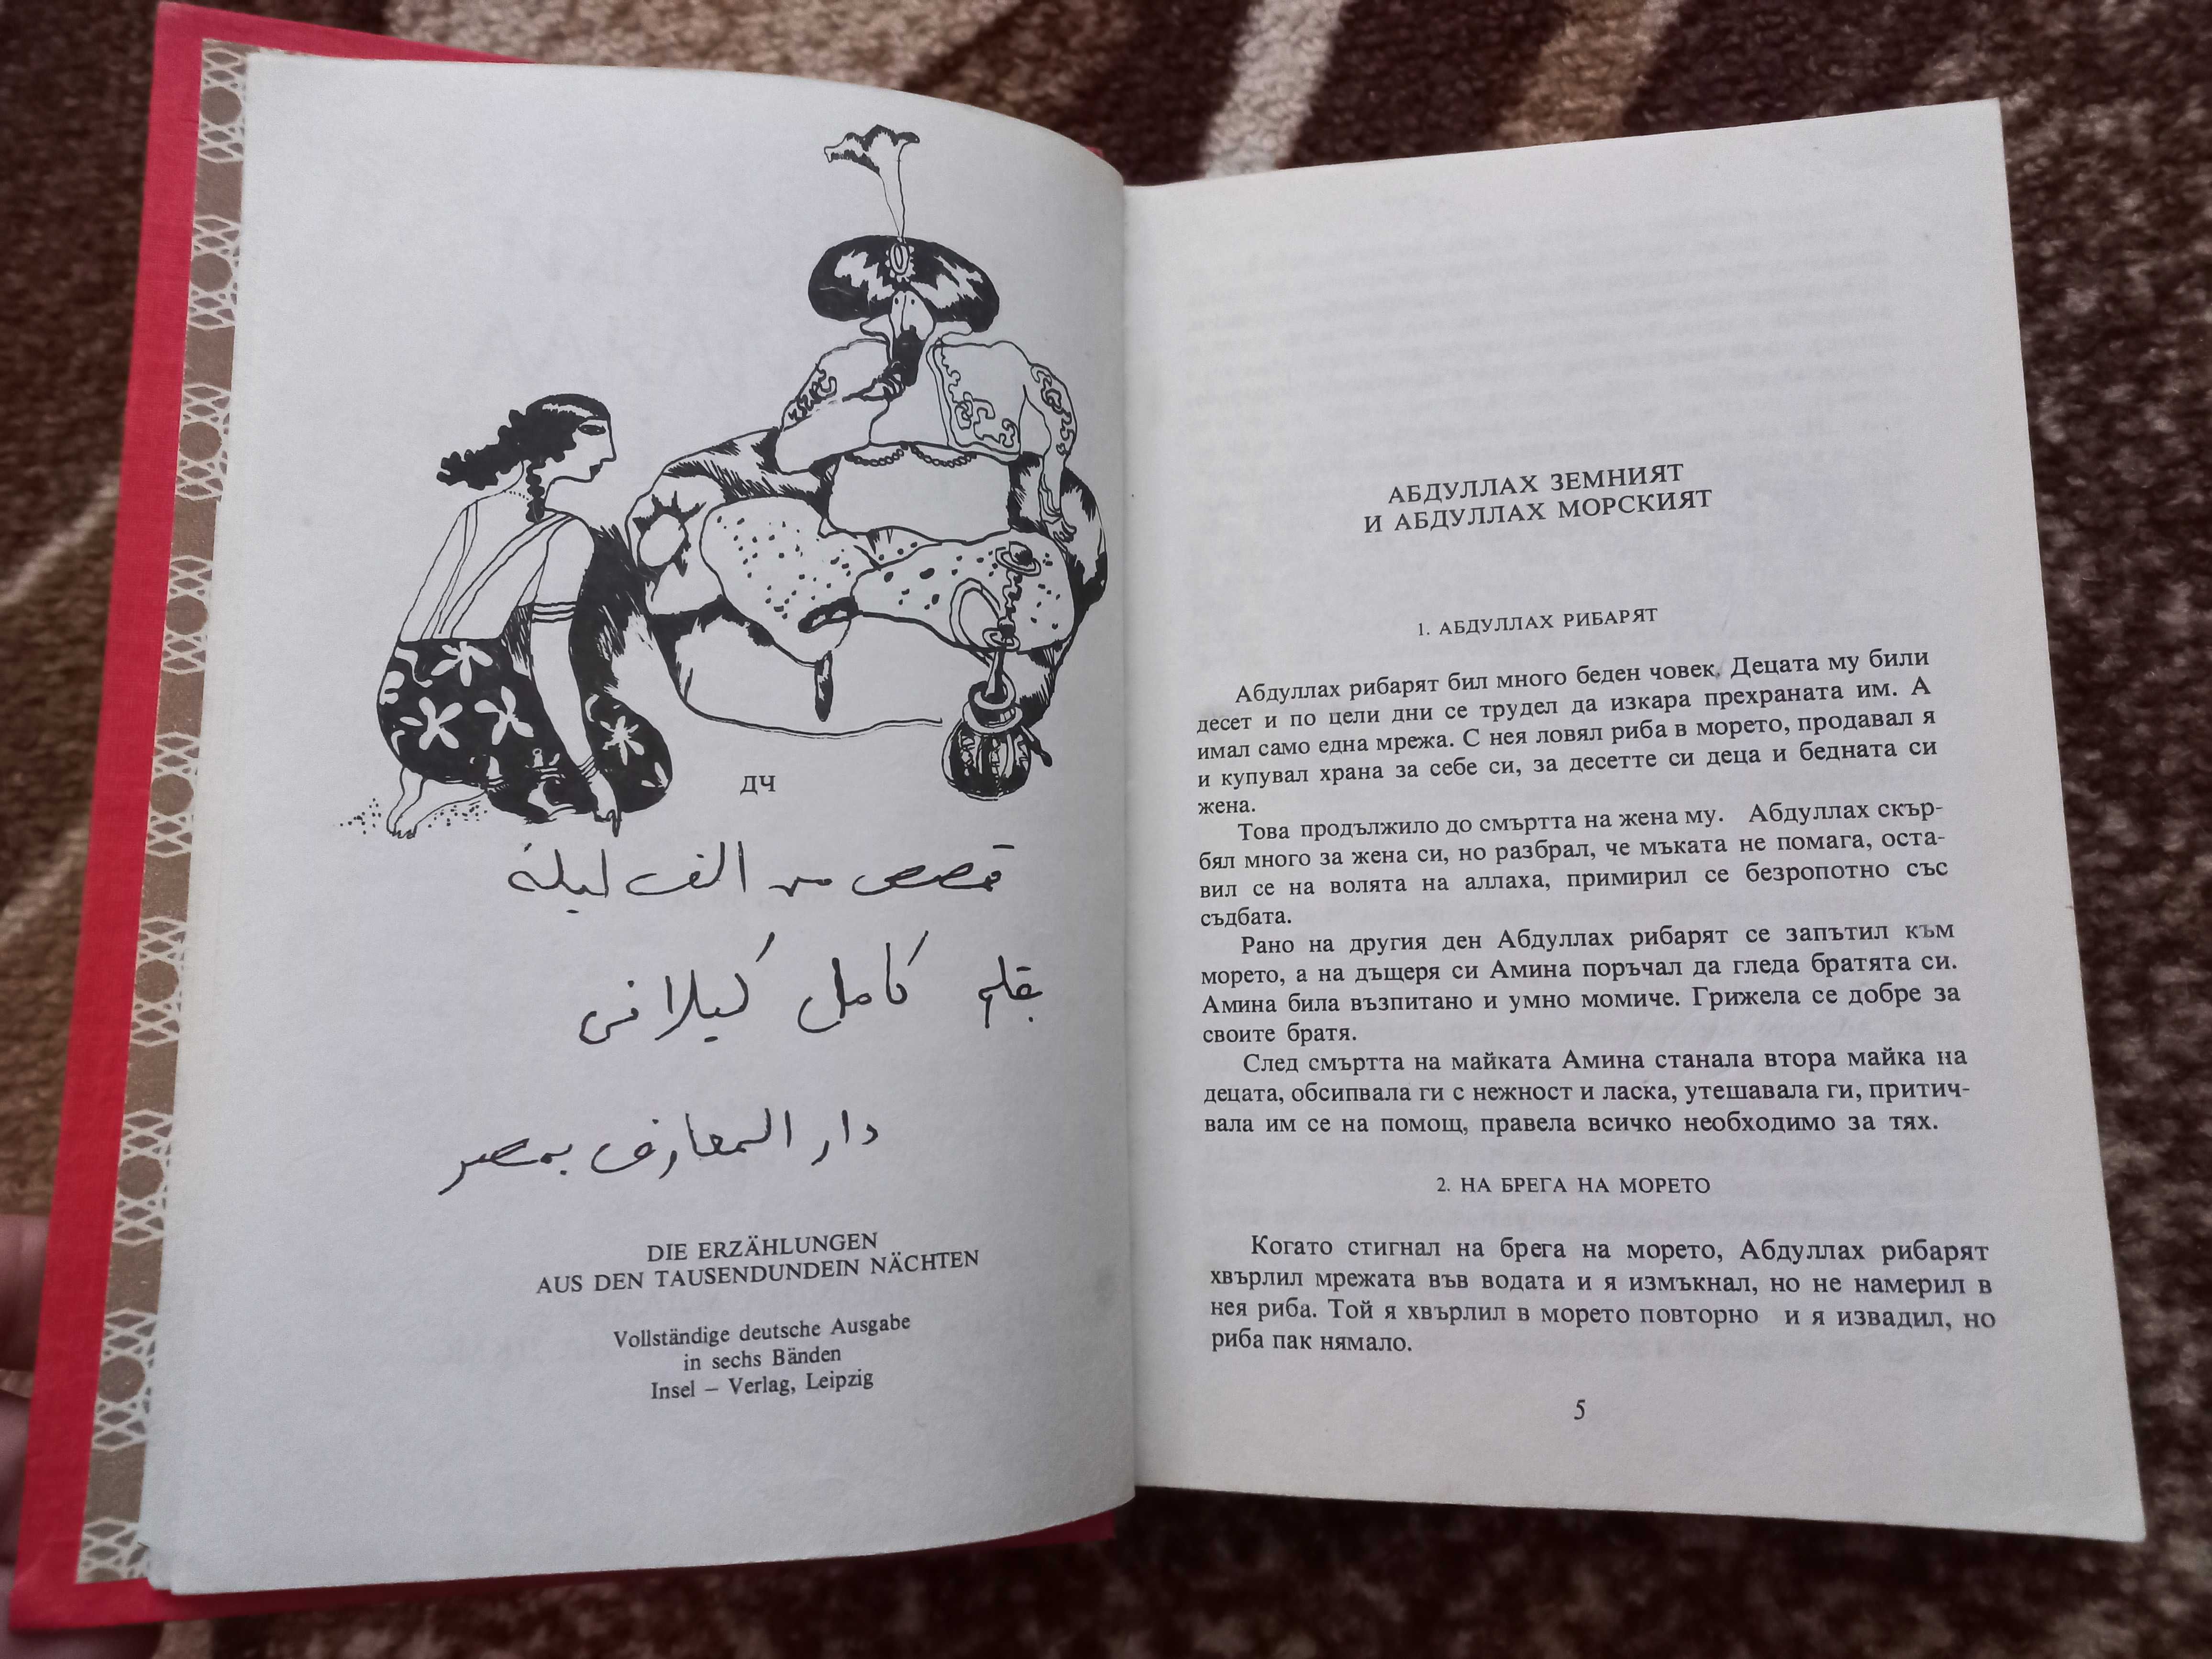 ДЧ
قصص من الف ليلة
بقلم كامل كيلانى
دار المعارف بمصر
DIE ERZÄHLUNGEN
AUS DEN TAUSENDUNDEIN NÄCHTEN
Vollständige deutsche Ausgabe
in sechs Bänden
Insel – Verlag, Leipzig
АБДУЛЛАХ ЗЕМНИЯТ
И АБДУЛЛАХ МОРСКИЯТ
1. АБДУЛЛАХ РИБАРЯТ
Абдуллах рибарят бил много беден човек. Децата му били
десет и по цели дни се трудел да изкара прехраната им. А
имал само една мрежа. С нея ловял риба в морето, продавал я
и купувал храна за себе си, за десетте си деца и бедната си
жена.
Това продължило до смъртта на жена му. Абдуллах скър-
бял много за жена си, но разбрал, че мъката не помага, оста-
вил се на волята на аллаха, примирил се безропотно със
съдбата.
Рано на другия ден Абдуллах рибарят се запътил към
морето, а на дъщеря си Амина поръчал да гледа братята си.
Амина била възпитано и умно момиче. Грижела се добре за
своите братя.
След смъртта на майката Амина станала втора майка на
децата, обсипвала ги с нежност и ласка, утешавала ги, притич-
вала им се на помощ, правела всичко необходимо за тях.
2. НА БРЕГА НА МОРЕТО
Когато стигнал на брега на морето, Абдуллах рибарят
хвърлил мрежата във водата и я измъкнал, но не намерил в
нея риба. Той я хвърлил в морето повторно и я извадил, но
риба пак нямало.
5